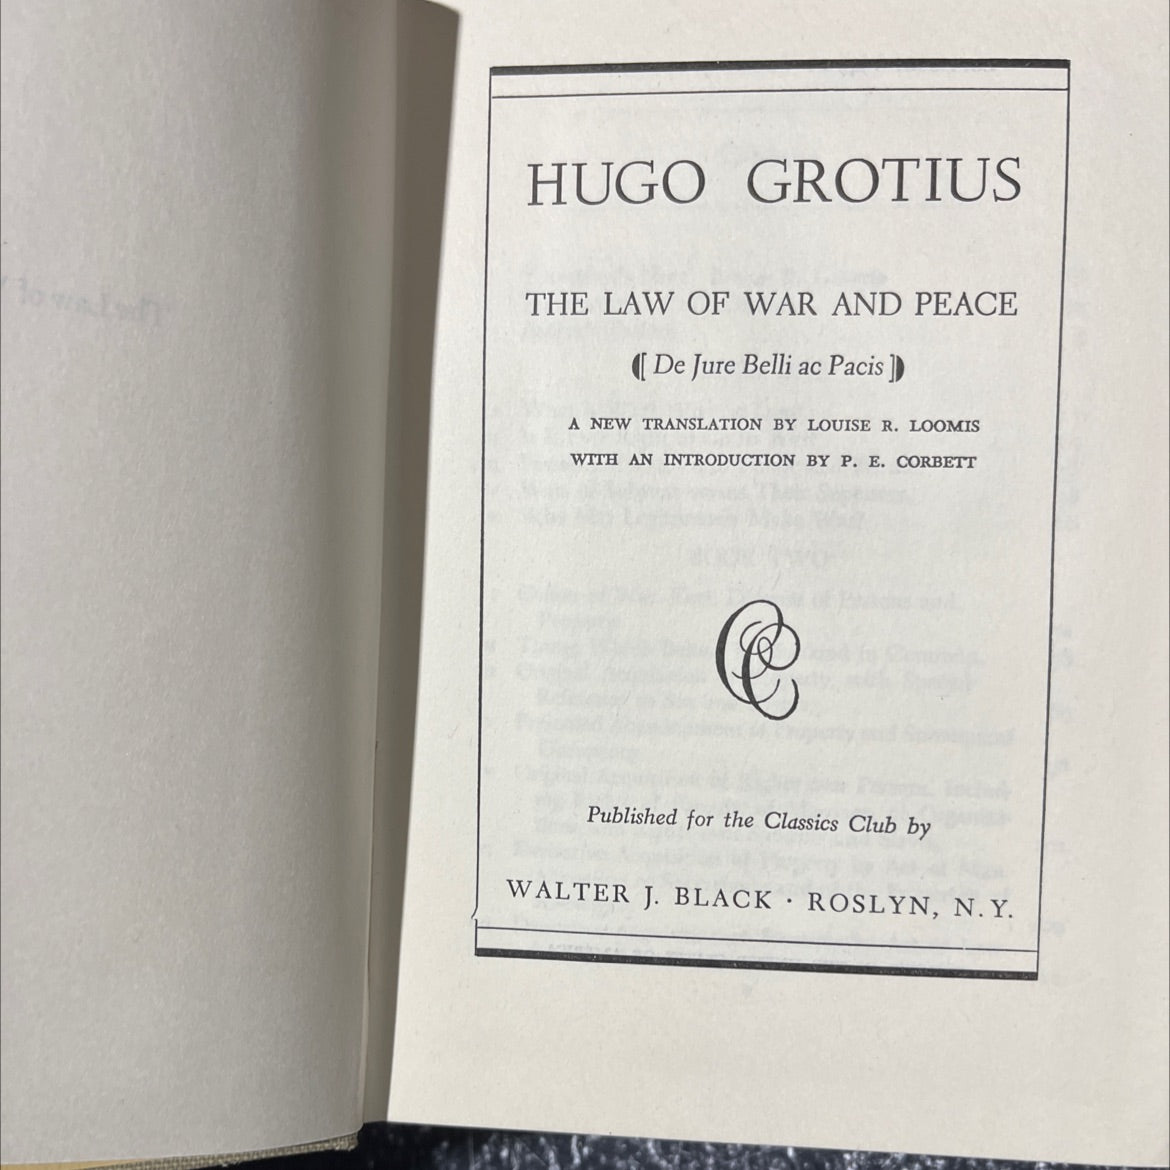 HUGO GROTIUS
THE LAW OF WAR AND PEACE
([ De Jure Belli ac Pacis ])
A NEW TRANSLATION BY LOUISE R. LOOMIS
WITH AN INTRODUCTION BY P. E. CORBETT
CC
Published for the Classics Club by
WALTER J. BLACK · ROSLYN, N. Y.